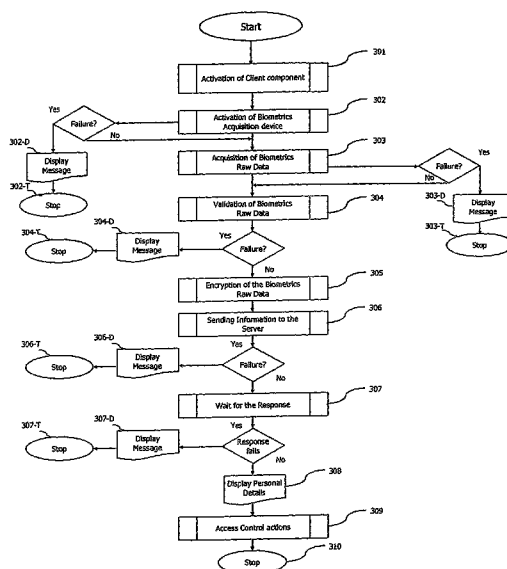 Start
301
Activation of Client component
302
Activation of Biometrics
Acquisition device
Yes
Failure?
No
302-D
Display
Message
302-T
Stop
303
Acquisition of Biometrics
Raw Data
Failure?
Yes
No
303-D
Display
Message
303-T
Stop
304
Validation of Biometrics
Raw Data
Yes
Failure?
No
304-D
Display
Message
304-T
Stop
305
Encryption of the Biometrics
Raw Data
306
Sending Information to the
Server
Yes
Failure?
No
306-D
Display
Message
306-T
Stop
307
Wait for the Response
Yes
Response
fails
No
307-D
Display
Message
307-T
Stop
308
Display Personal
Details
309
Access Control actions
310
Stop